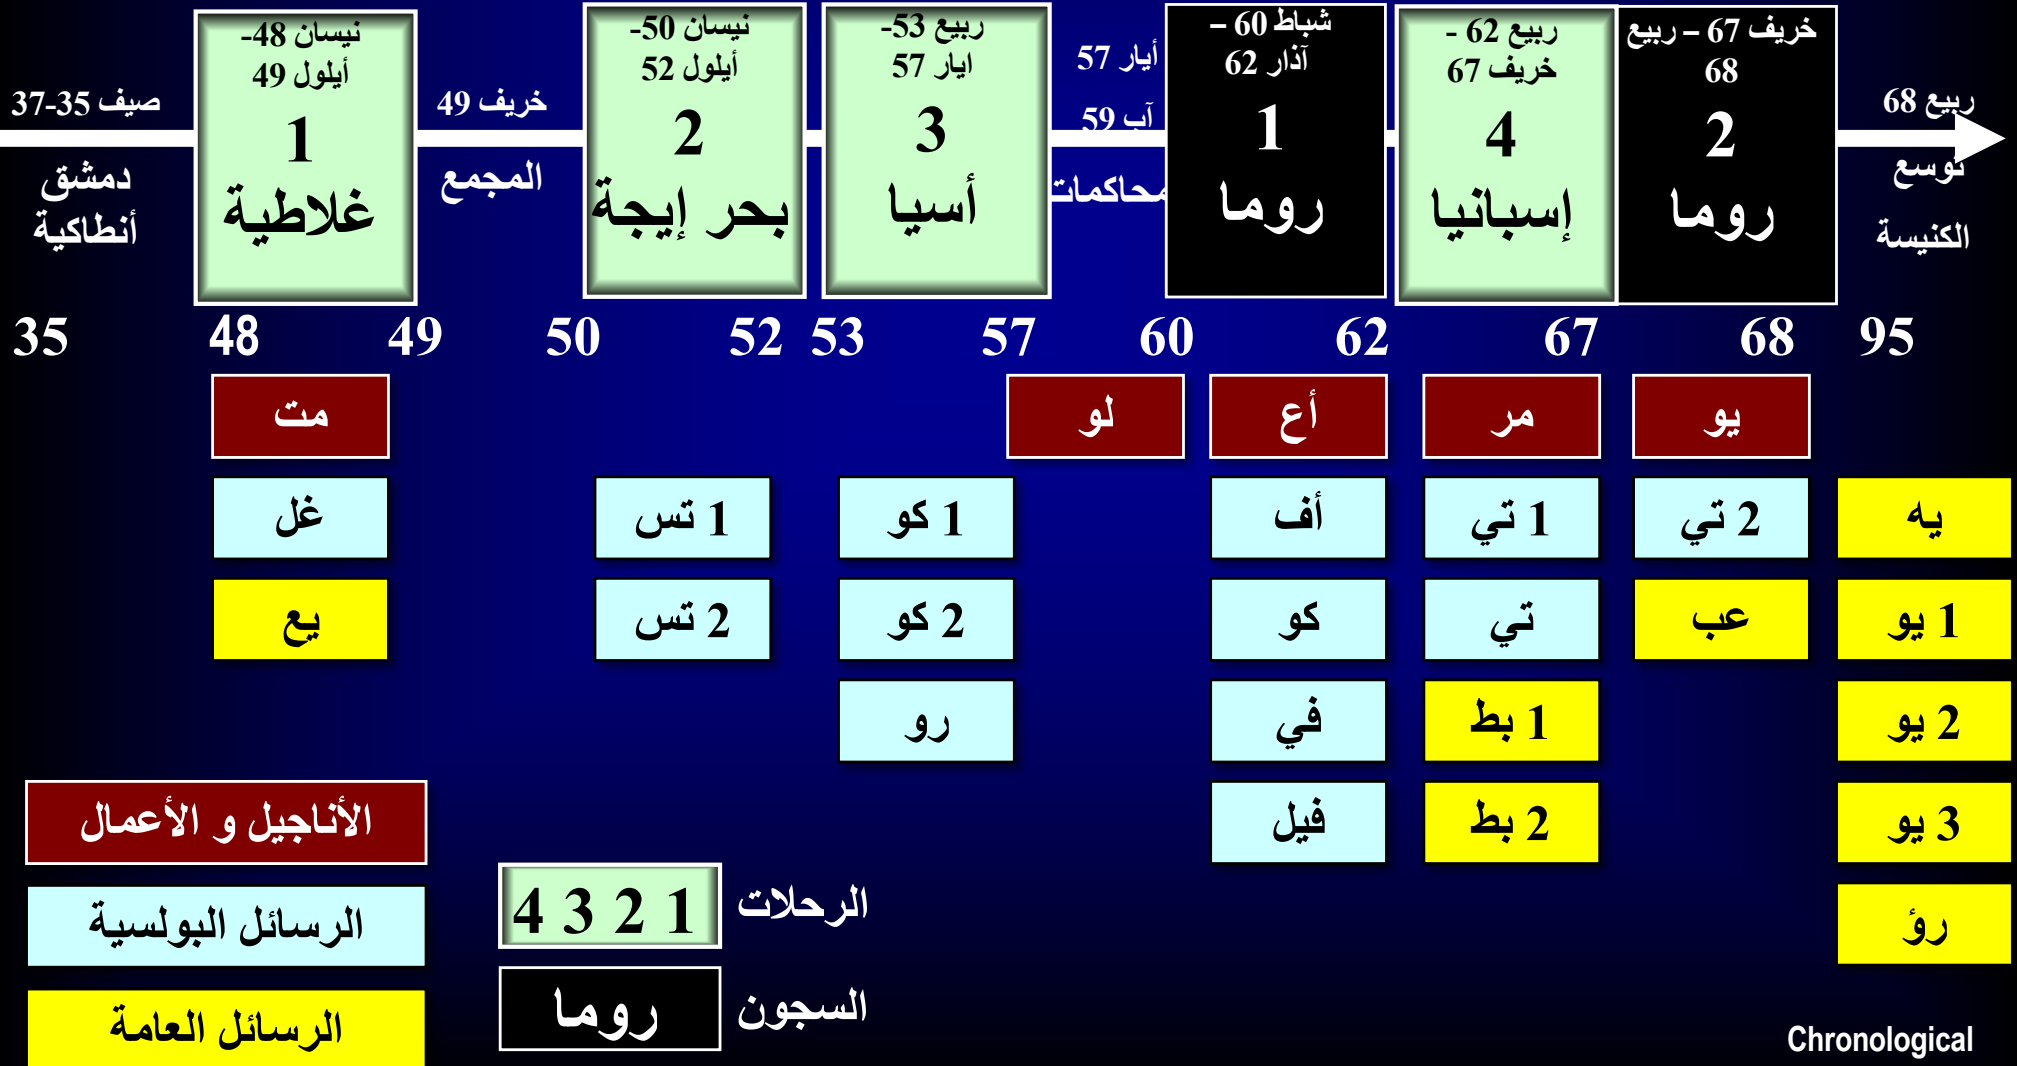 صيف 35-37
دمشق
أنطاكية
نيسان 48-
أيلول 49
1
غلاطية
خريف 49
المجمع
نيسان 50-
أيلول 52
2
بحر إيجة
ربيع 53-
ايار 57
3
أسيا
أيار 57
آب 59
محاكمات
شباط 60 –
آذار 62
1
روما
ربيع 62 -
خريف 67
4
إسبانيا
خريف 67 – ربيع
68
2
روما
ربيع 68
توسع
الكنيسة
35 48 49 50 52 53 57 60 62 67 68 95
مت
لو
أع
مر
يو
غل
1 تس
1 كو
أف
1 تي
2 تي
يه
يع
2 تس
2 كو
كو
تي
عب
1 يو
رو
في
1 بط
2 يو
فيل
2 بط
3 يو
رؤ
الأناجيل و الأعمال
الرسائل البولسية
الرسائل العامة
الرحلات
1 2 3 4
السجون
روما
Chronological